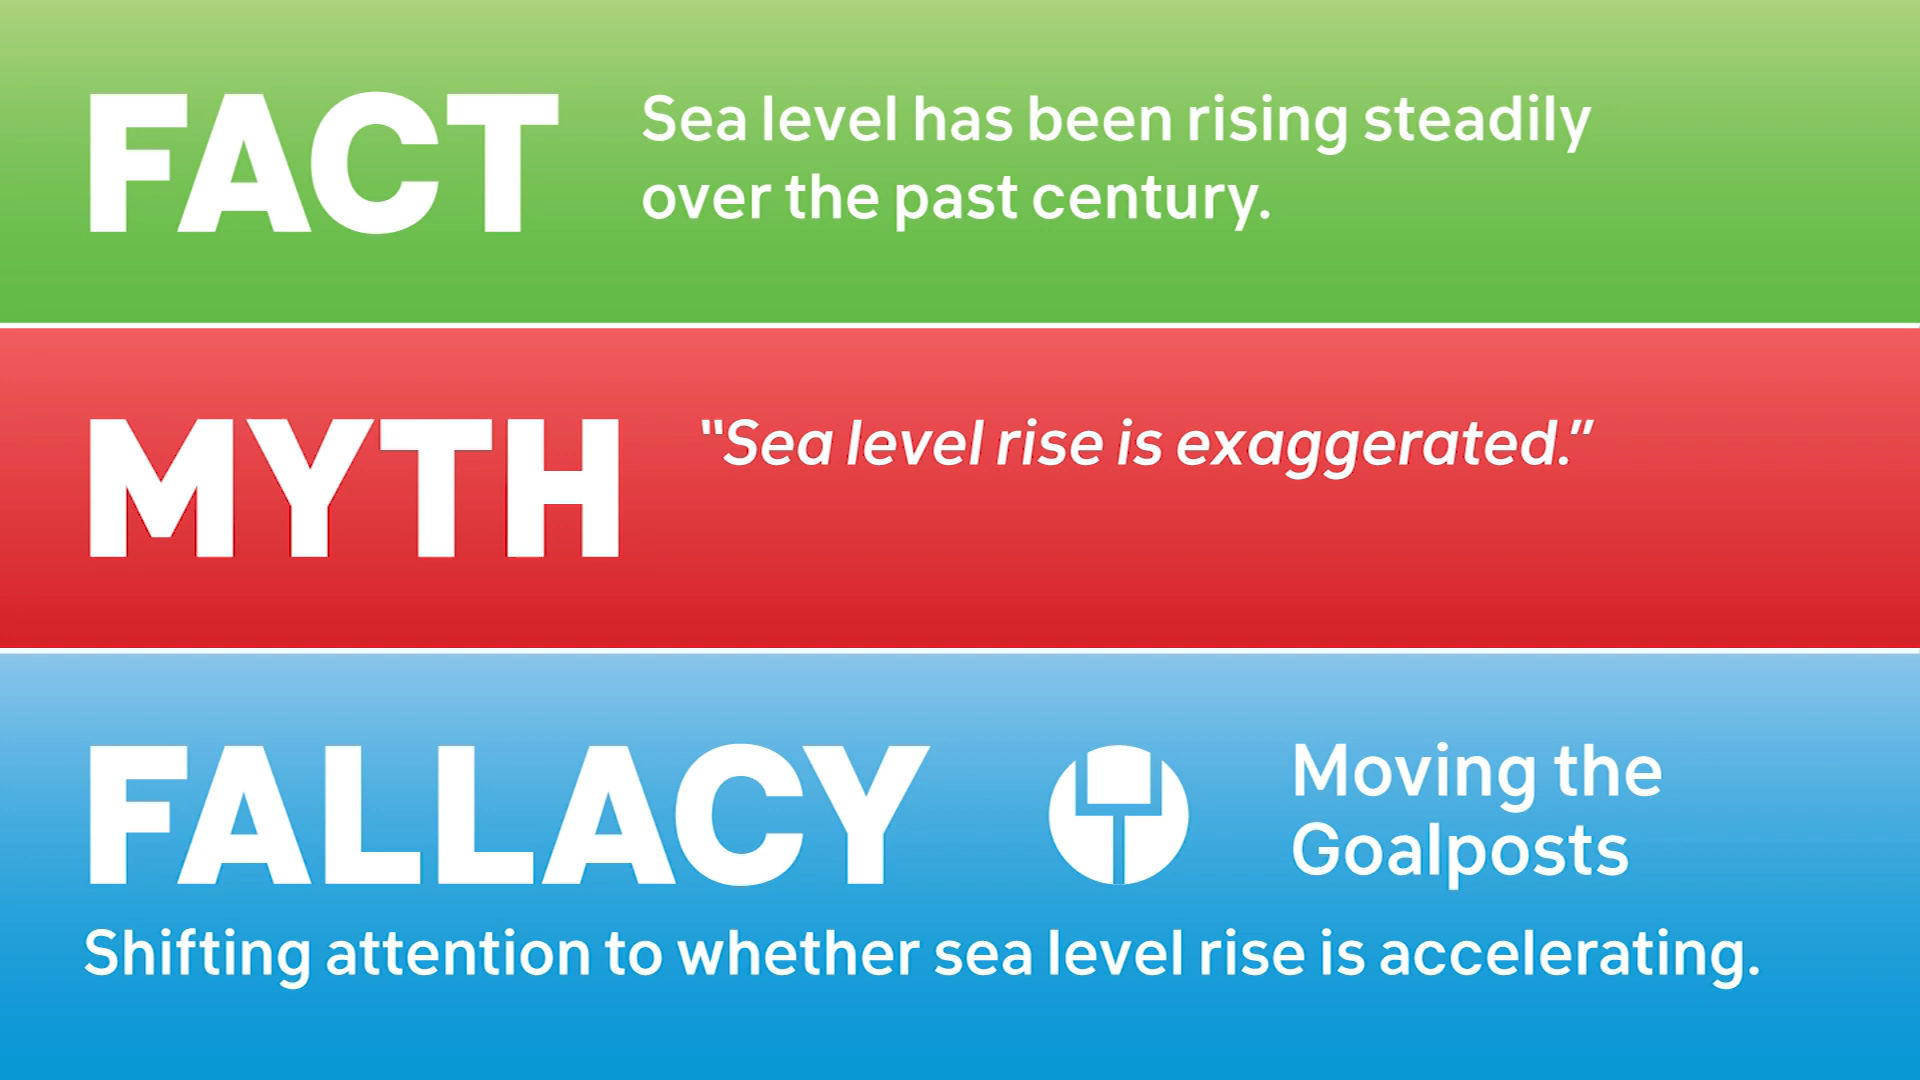 FACT
Sea level has been rising steadily
over the past century.
MYTH
"Sea level rise is exaggerated."
FALLACY
Moving the
Goalposts
Shifting attention to whether sea level rise is accelerating.